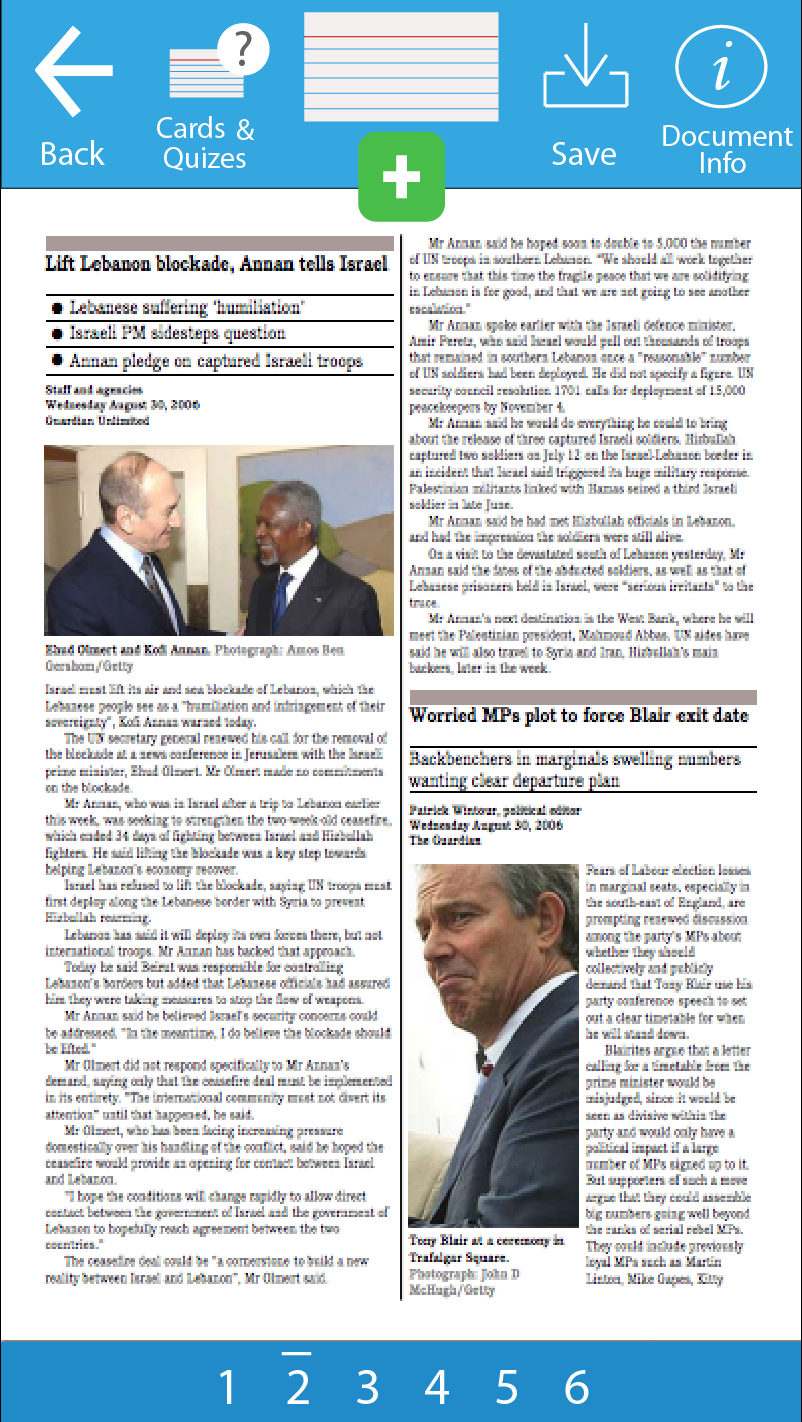 Back
?
Cards &
Quizes
Save
i
Document
Info
Lift Lebanon blockade, Annan tells Israel
● Lebanese suffering 'humiliation'
● Israeli PM sidesteps question
● Annan pledge on captured Israeli troops
Staff and agencies
Wednesday August 30, 2006
Guardian Unlimited
Ehud Olmert and Kofi Annan. Photograph: Amos Ben
Gershom/Getty
Israel must lift its air and sea blockade of Lebanon, which the
Lebanese people see as a "humiliation and infringement of their
sovereignty", Kofi Annan warned today.
The UN secretary general renewed his call for the removal of
the blockade at a news conference in Jerusalem with the Israeli
prime minister, Ehud Olmert. Mr Olmert made no commitments
on the blockade.
Mr Annan, who was in Israel after a trip to Lebanon earlier
this week, was seeking to strengthen the two-week-old ceasefire,
which ended 34 days of fighting between Israel and Hizbullah
fighters. He said lifting the blockade was a key step towards
helping Lebanon's economy recover.
Israel has refused to lift the blockade, saying UN troops must
first deploy along the Lebanese border with Syria to prevent
Hizbullah rearming.
Lebanon has said it will deploy its own forces there, but not
international troops. Mr Annan has backed that approach.
Today he said Beirut was responsible for controlling
Lebanon's borders but added that Lebanese officials had assured
him they were taking measures to stop the flow of weapons.
Mr Annan said he believed Israel's security concerns could
be addressed. "In the meantime, I do believe the blockade should
be lifted."
Mr Olmert did not respond specifically to Mr Annan's
demand, saying only that the ceasefire deal must be implemented
in its entirety. "The international community must not divert its
attention" until that happened, he said.
Mr Olmert, who has been facing increasing pressure
domestically over his handling of the conflict, said he hoped the
ceasefire would provide an opening for contact between Israel
and Lebanon.
"I hope the conditions will change rapidly to allow direct
contact between the government of Israel and the government of
Lebanon to hopefully reach agreement between the two
countries."
The ceasefire deal could be "a cornerstone to build a new
reality between Israel and Lebanon", Mr Olmert said.
Mr Annan said he hoped soon to double to 5,000 the number
of UN troops in southern Lebanon. "We should all work together
to ensure that this time the fragile peace that we are solidifying
in Lebanon is for good, and that we are not going to see another
escalation."
Mr Annan spoke earlier with the Israeli defence minister,
Amir Peretz, who said Israel would pull out thousands of troops
that remained in southern Lebanon once a "reasonable" number
of UN soldiers had been deployed. He did not specify a figure. UN
security council resolution 1701 calls for deployment of 15,000
peacekeepers by November 4.
Mr Annan said he would do everything he could to bring
about the release of three captured Israeli soldiers. Hizbullah
captured two soldiers on July 12 on the Israel-Lebanon border in
an incident that Israel said triggered its huge military response.
Palestinian militants linked with Hamas seized a third Israeli
soldier in late June.
Mr Annan said he had met Hizbullah officials in Lebanon,
and had the impression the soldiers were still alive.
On a visit to the devastated south of Lebanon yesterday, Mr
Annan said the fates of the abducted soldiers, as well as that of
Lebanese prisoners held in Israel, were "serious irritants" to the
truce.
Mr Annan's next destination is the West Bank, where he will
meet the Palestinian president, Mahmoud Abbas. UN aides have
said he will also travel to Syria and Iran, Hizbullah's main
backers, later in the week.
Worried MPs plot to force Blair exit date
Backbenchers in marginals swelling numbers
wanting clear departure plan
Patrick Wintour, political editor
Wednesday August 30, 2006
The Guardian
Tony Blair at a ceremony in
Trafalgar Square.
Photograph: John D
McHugh/Getty
Fears of Labour election losses
in marginal seats, especially in
the south-east of England, are
prompting renewed discussion
among the party's MPs about
whether they should
collectively and publicly
demand that Tony Blair use his
party conference speech to set
out a clear timetable for when
he will stand down.
Blairites argue that a letter
calling for a timetable from the
prime minister would be
misjudged, since it would be
seen as divisive within the
party and would only have a
political impact if a large
number of MPs signed up to it.
But supporters of such a move
argue that they could assemble
big numbers going well beyond
the ranks of serial rebel MPs.
They could include previously
loyal MPs such as Martin
Linton, Mike Gapes, Kitty
1 2 3 4 5 6